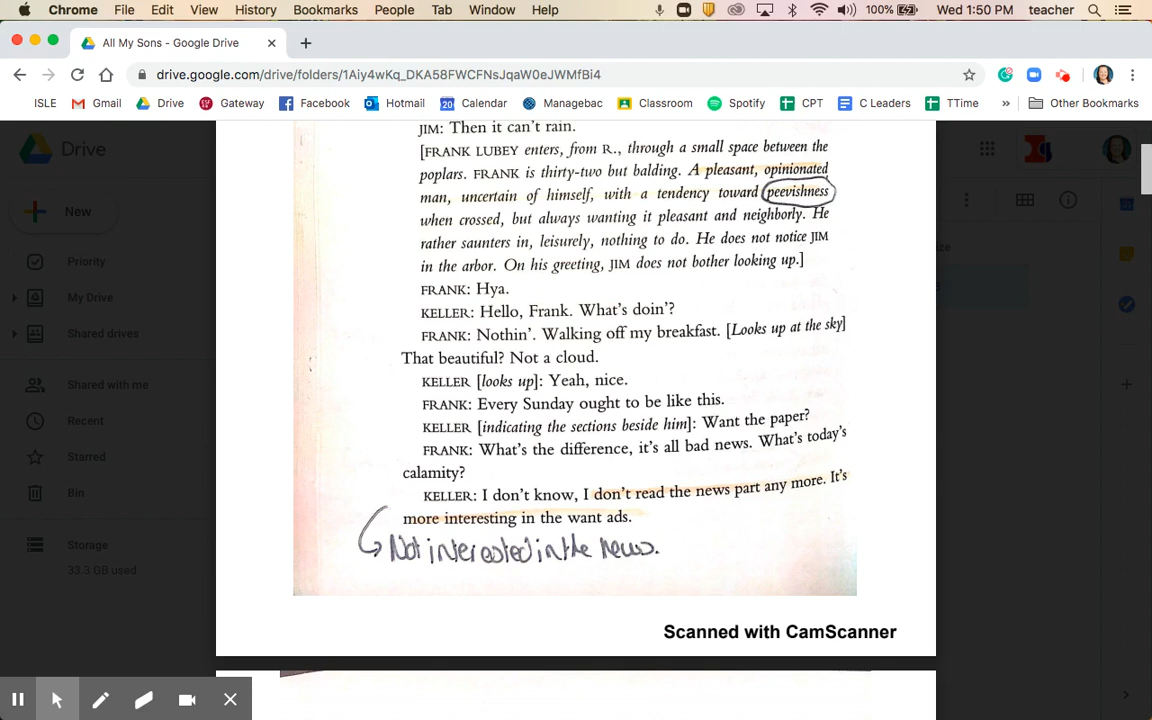 Chrome File Edit View History Bookmarks People Tab Window Help 100% Wed 1:50 PM teacher
All My Sons - Google Drive
drive.google.com/drive/folders/1Aiy4wKq_DKA58FWCFNsJqaW0eJWMfBi4
ISLE Gmail Drive Gateway Facebook Hotmail Calendar Managebac Classroom Spotify CPT C Leaders TTime » Other Bookmarks
Drive
New
Priority
My Drive
Shared drives
Shared with me
Recent
Starred
Bin
Storage
33.3 GB used
JIM: Then it can't rain.
[FRANK LUBEY enters, from R., through a small space between the
poplars. FRANK is thirty-two but balding. A pleasant, opinionated
man, uncertain of himself, with a tendency toward peevishness
when crossed, but always wanting it pleasant and neighborly. He
rather saunters in, leisurely, nothing to do. He does not notice JIM
in the arbor. On his greeting, JIM does not bother looking up.]
FRANK: Hya.
KELLER: Hello, Frank. What's doin'?
FRANK: Nothin'. Walking off my breakfast. [Looks up at the sky]
That beautiful? Not a cloud.
KELLER [looks up]: Yeah, nice.
FRANK: Every Sunday ought to be like this.
KELLER [indicating the sections beside him]: Want the paper?
FRANK: What's the difference, it's all bad news. What's today's
calamity?
KELLER: I don't know, I don't read the news part any more. It's
more interesting in the want ads.
Not interested in the news.
Scanned with CamScanner